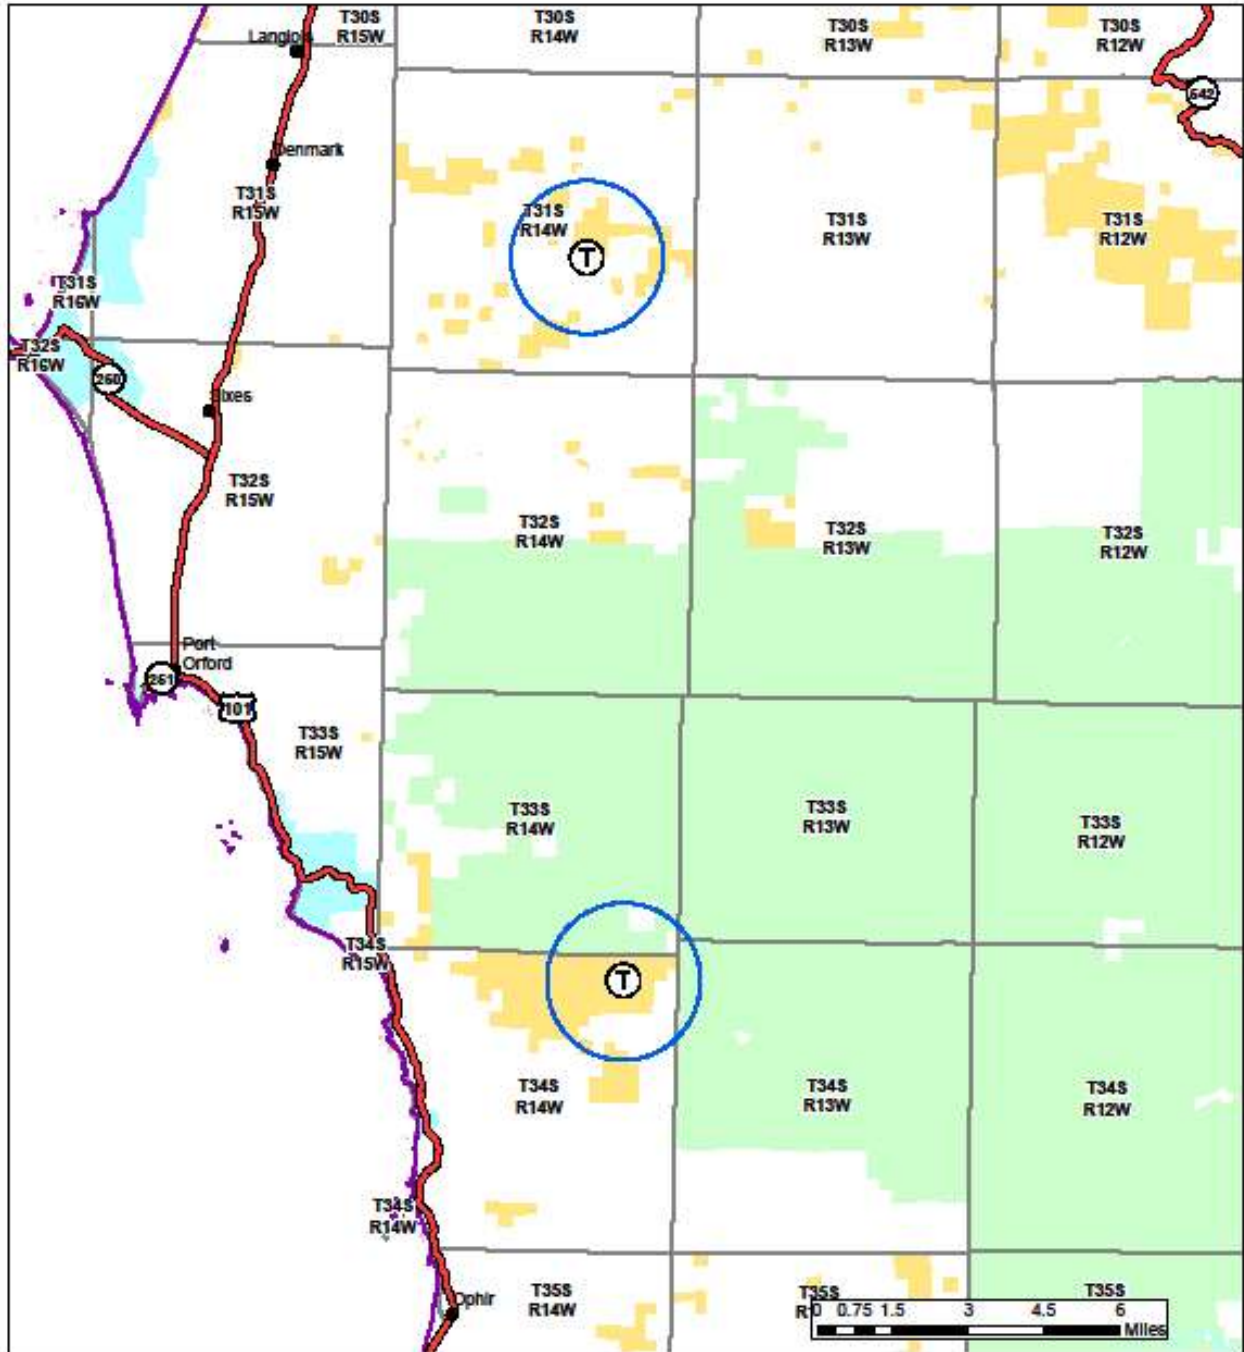 T30S
R15W
T30S
R14W
T30S
R13W
T30S
R12W
Langlois
542
Denmark
T31S
R15W
T31S
R14W
T31S
R13W
T31S
R12W
T
T31S
R16W
T32S
R16W
250
Sixes
T32S
R15W
T32S
R14W
T32S
R13W
T32S
R12W
Port
Orford
251
101
T33S
R15W
T33S
R14W
T33S
R13W
T33S
R12W
T34S
R15W
T
T34S
R14W
T34S
R13W
T34S
R12W
T34S
R14W
Ophir
T35S
R14W
T35S
T35S
0 0.75 1.5 3 4.5 6
Miles